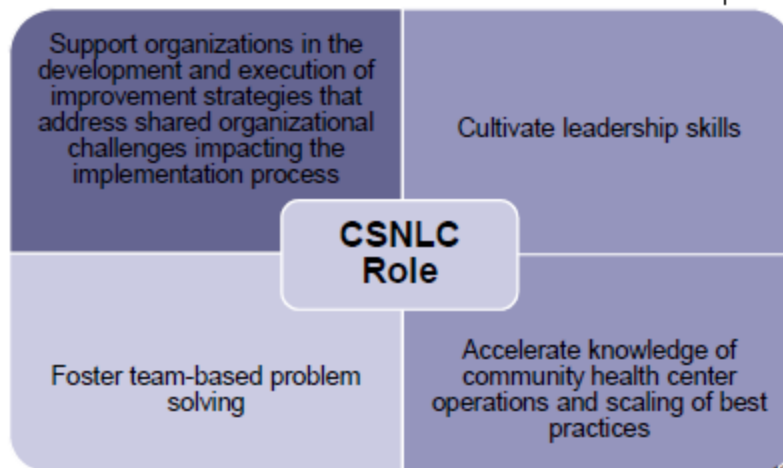 Support organizations in the
development and execution of
improvement strategies that
address shared organizational
challenges impacting the
implementation process
Cultivate leadership skills
CSNLC
Role
Foster team-based problem
solving
Accelerate knowledge of
community health center
operations and scaling of best
practices